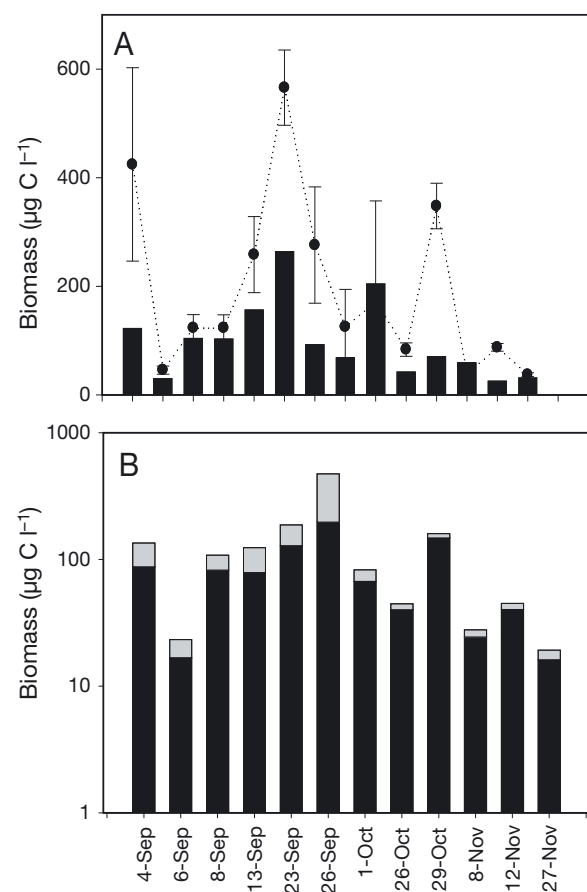 A
600
400
200
0
Biomass (µg C l⁻¹)
B
1000
100
10
1
Biomass (µg C l⁻¹)
4-Sep
6-Sep
8-Sep
13-Sep
23-Sep
26-Sep
1-Oct
26-Oct
29-Oct
8-Nov
12-Nov
27-Nov